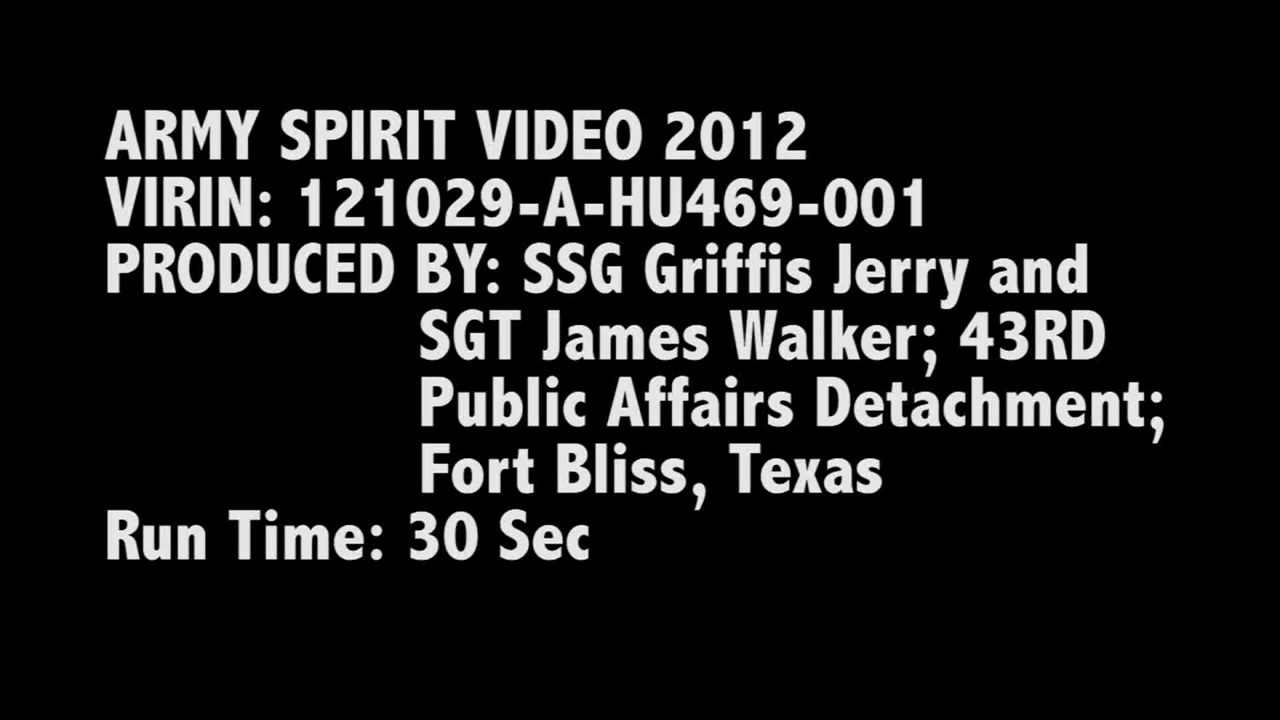 ARMY SPIRIT VIDEO 2012
VIRIN: 121029-A-HU469-001
PRODUCED BY: SSG Griffis Jerry and
SGT James Walker; 43RD
Public Affairs Detachment;
Fort Bliss, Texas
Run Time: 30 Sec